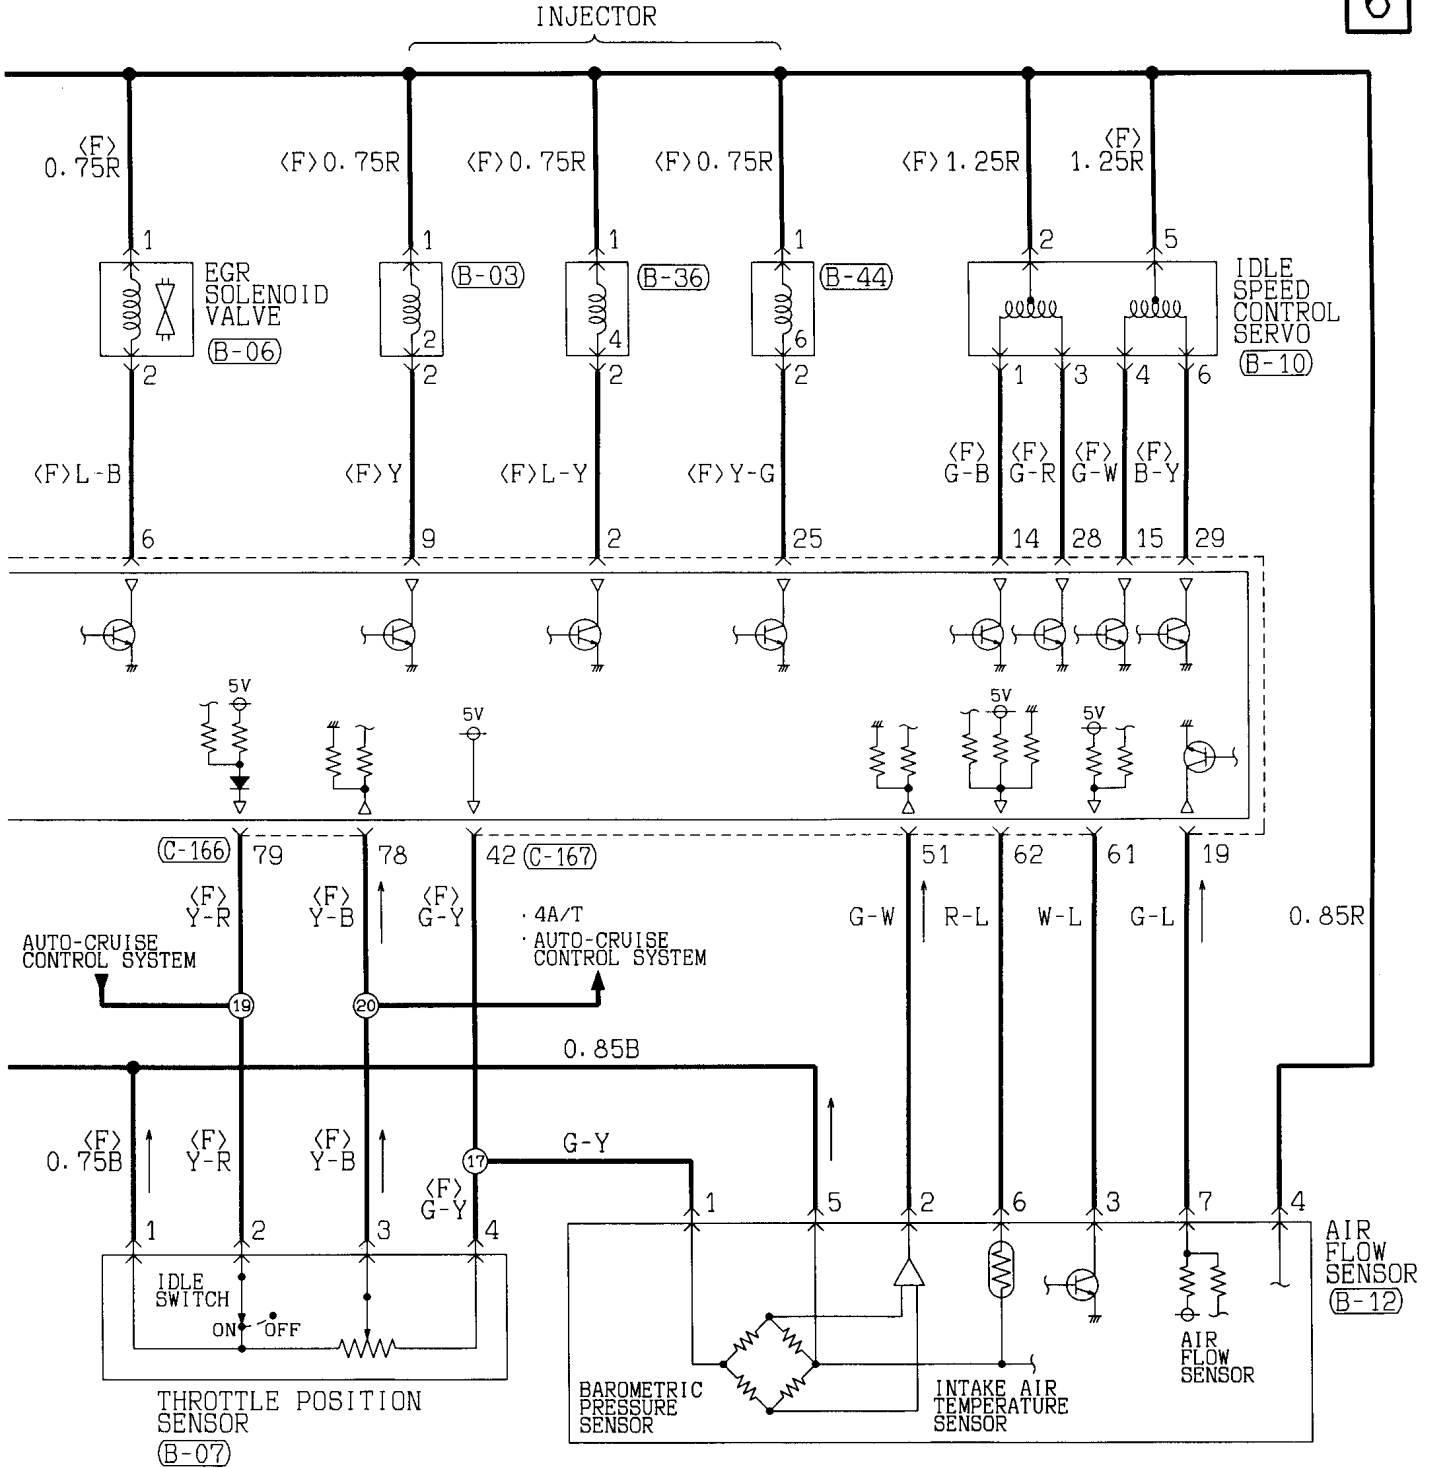 INJECTOR
6
<F>
0.75R
<F>0.75R
<F>0.75R
<F>0.75R
<F>1.25R
<F>
1.25R
1
1
1
1
2
5
EGR
SOLENOID
VALVE
B-06
B-03
B-36
B-44
IDLE
SPEED
CONTROL
SERVO
B-10
2
4
6
2
2
2
2
1
3
4
6
<F>L-B
<F>Y
<F>L-Y
<F>Y-G
<F>
G-B
<F>
G-R
<F>
G-W
<F>
B-Y
6
9
2
25
14
28
15
29
5V
5V
5V
5V
C-166
79
78
42
C-167
51
62
61
19
<F>
Y-R
<F>
Y-B
<F>
G-Y
· 4A/T
· AUTO-CRUISE
CONTROL SYSTEM
G-W
R-L
W-L
G-L
0.85R
AUTO-CRUISE
CONTROL SYSTEM
19
20
0.85B
<F>
0.75B
<F>
Y-R
<F>
Y-B
17
G-Y
<F>
G-Y
1
2
3
4
1
5
2
6
3
7
4
IDLE
SWITCH
ON
OFF
THROTTLE POSITION
SENSOR
B-07
BAROMETRIC
PRESSURE
SENSOR
INTAKE AIR
TEMPERATURE
SENSOR
AIR
FLOW
SENSOR
AIR
FLOW
SENSOR
B-12